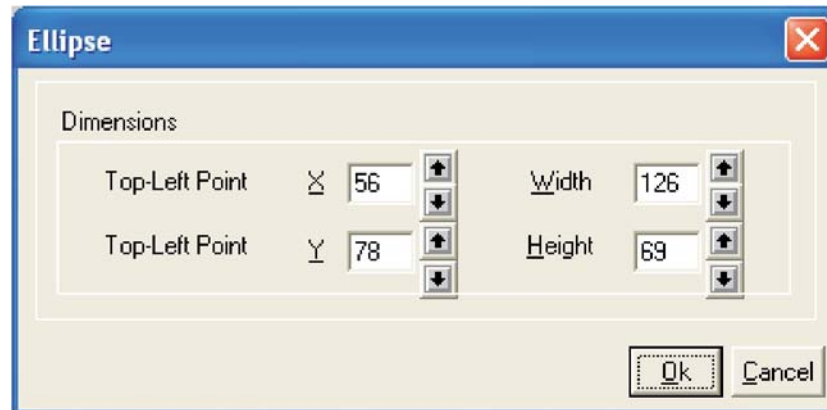 Ellipse
Dimensions
Top-Left Point X 56 Width 126
Top-Left Point Y 78 Height 69
Ok Cancel